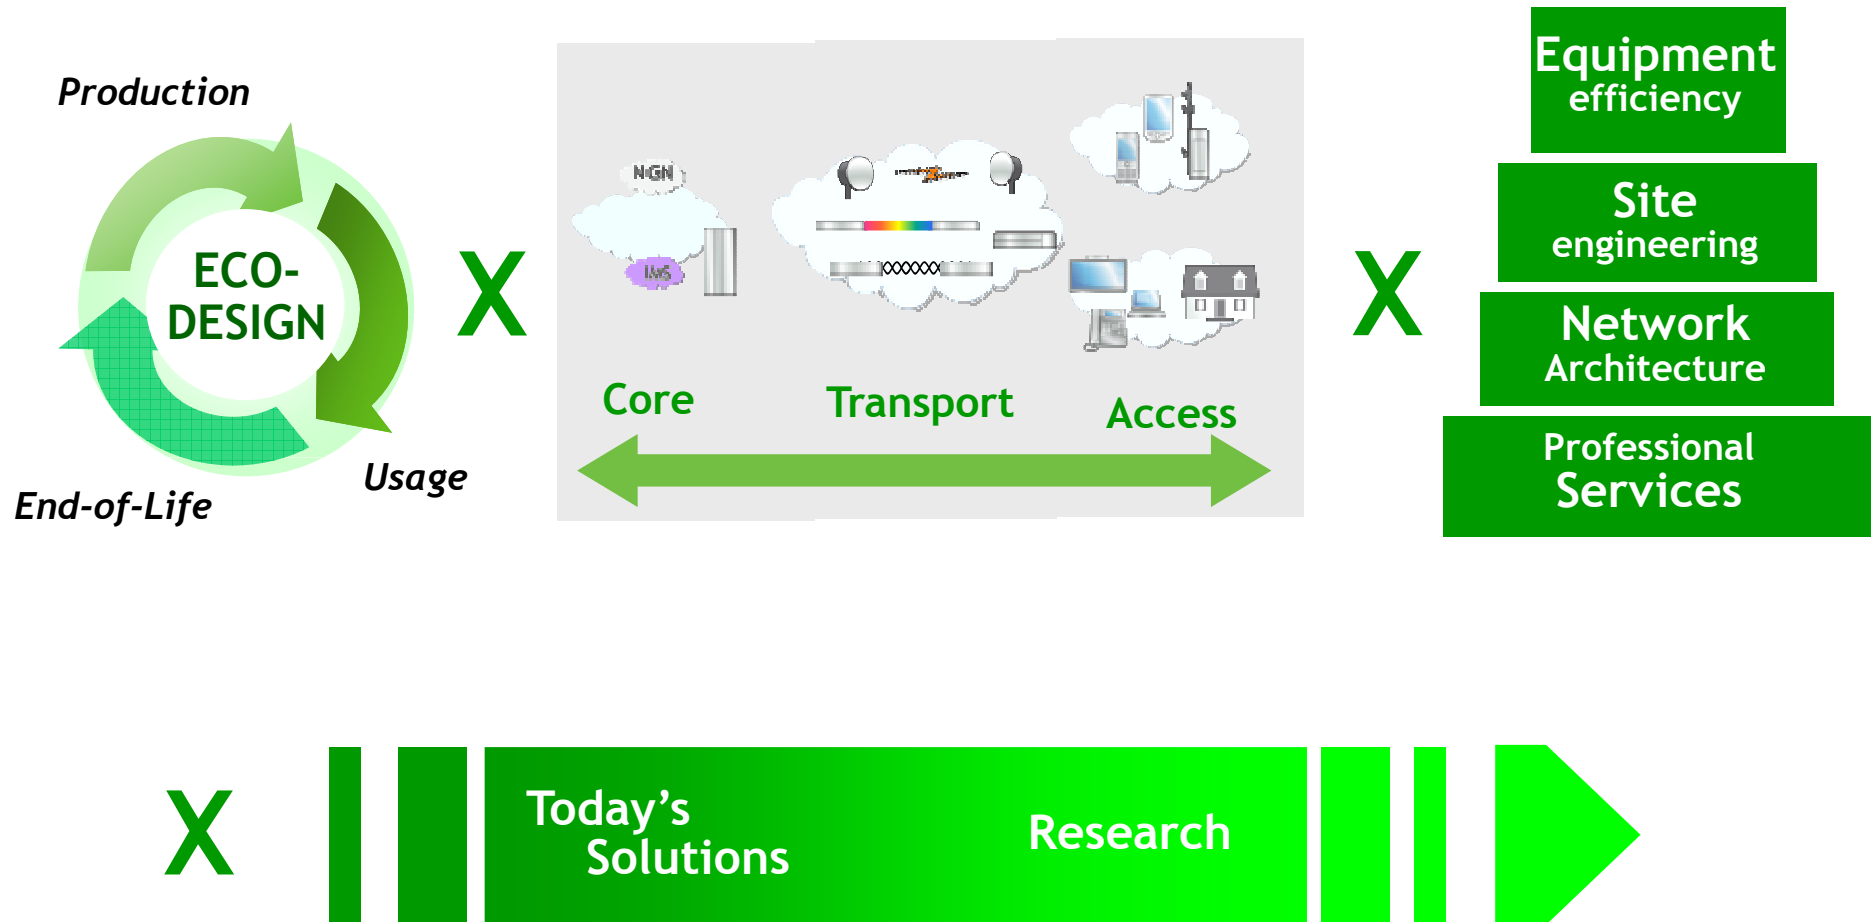 Production
ECO-
DESIGN
Usage
End-of-Life
X
NGN
IMS
Core
Transport
Access
X
Equipment
efficiency
Site
engineering
Network
Architecture
Professional
Services
X
Today’s
Solutions
Research